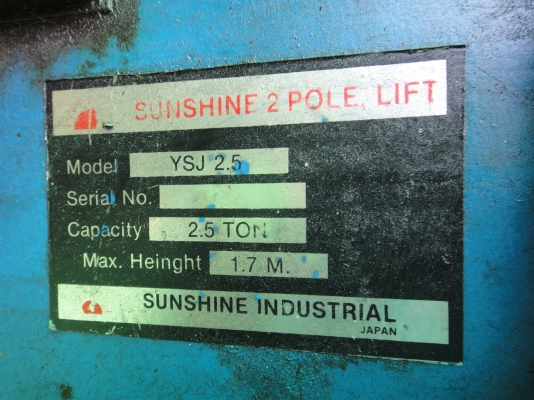 SUNSHINE 2 POLE, LIFT
Model YSJ 2.5
Serial No.
Capacity 2.5 TON
Max. Heinght 1.7 M.
SUNSHINE INDUSTRIAL
JAPAN